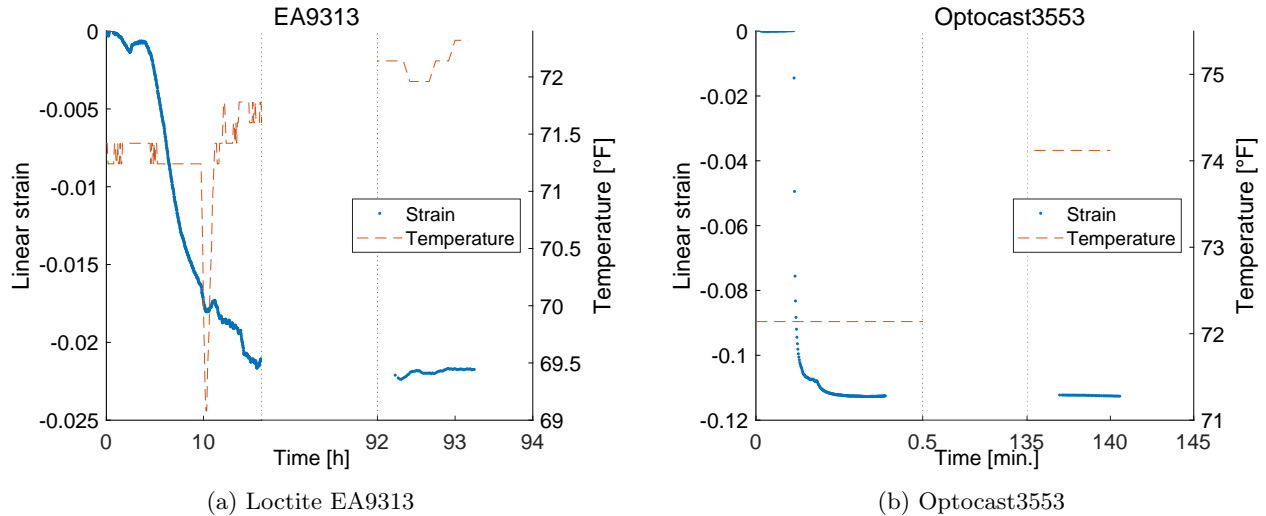 EA9313
0
-0.005
-0.01
-0.015
-0.02
-0.025
Linear strain
0
10
92
93
94
Time [h]
72
71.5
71
70.5
70
69.5
69
Temperature [°F]
Strain
Temperature
(a) Loctite EA9313
Optocast3553
0
-0.02
-0.04
-0.06
-0.08
-0.1
-0.12
Linear strain
0
0.5
135
140
145
Time [min.]
75
74
73
72
71
Temperature [°F]
Strain
Temperature
(b) Optocast3553